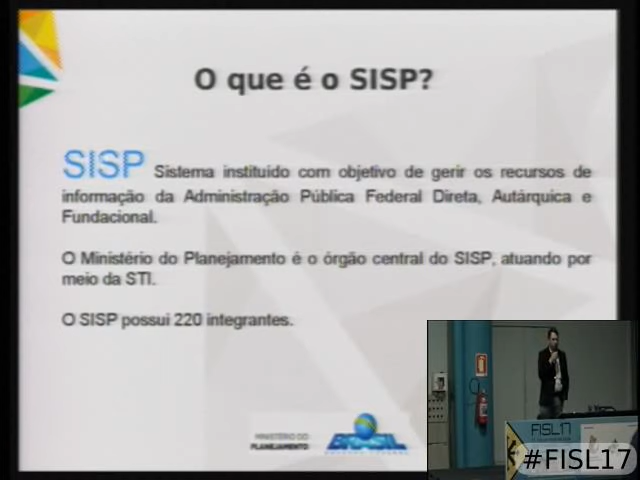 O que é o SISP?
SISP Sistema instituído com objetivo de gerir os recursos de
informação da Administração Pública Federal Direta, Autárquica e
Fundacional.
O Ministério do Planejamento é o órgão central do SISP, atuando por
meio da STI.
O SISP possui 220 integrantes.
MINISTÉRIO DO
PLANEJAMENTO
BRASIL
GOVERNO FEDERAL
FISL17
#FISL17